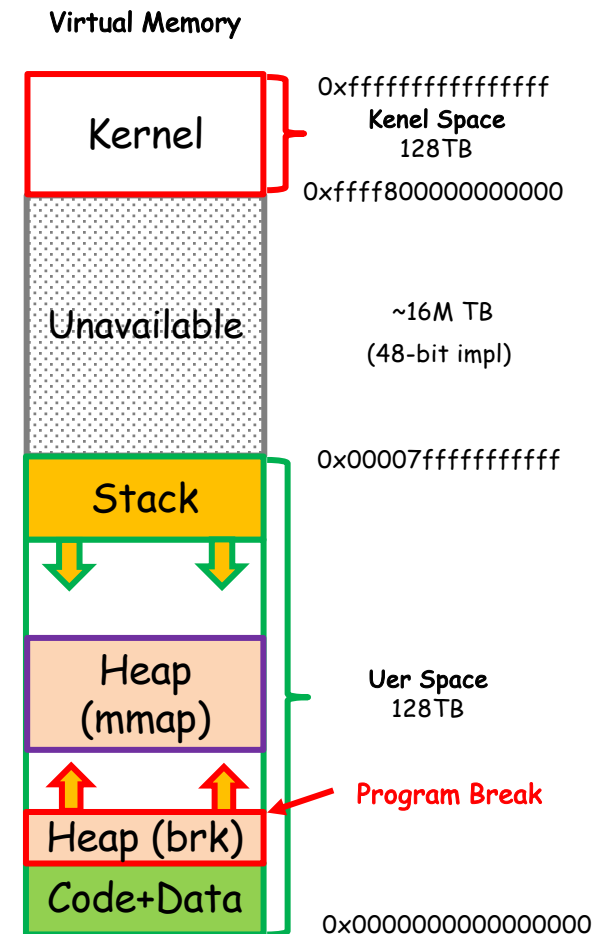 Virtual Memory
0xffffffffffffffff
Kernel
Kenel Space
128TB
0xffff800000000000
Unavailable
~16M TB
(48-bit impl)
0x00007fffffffffff
Stack
Heap
(mmap)
Uer Space
128TB
Program Break
Heap (brk)
Code+Data
0x0000000000000000